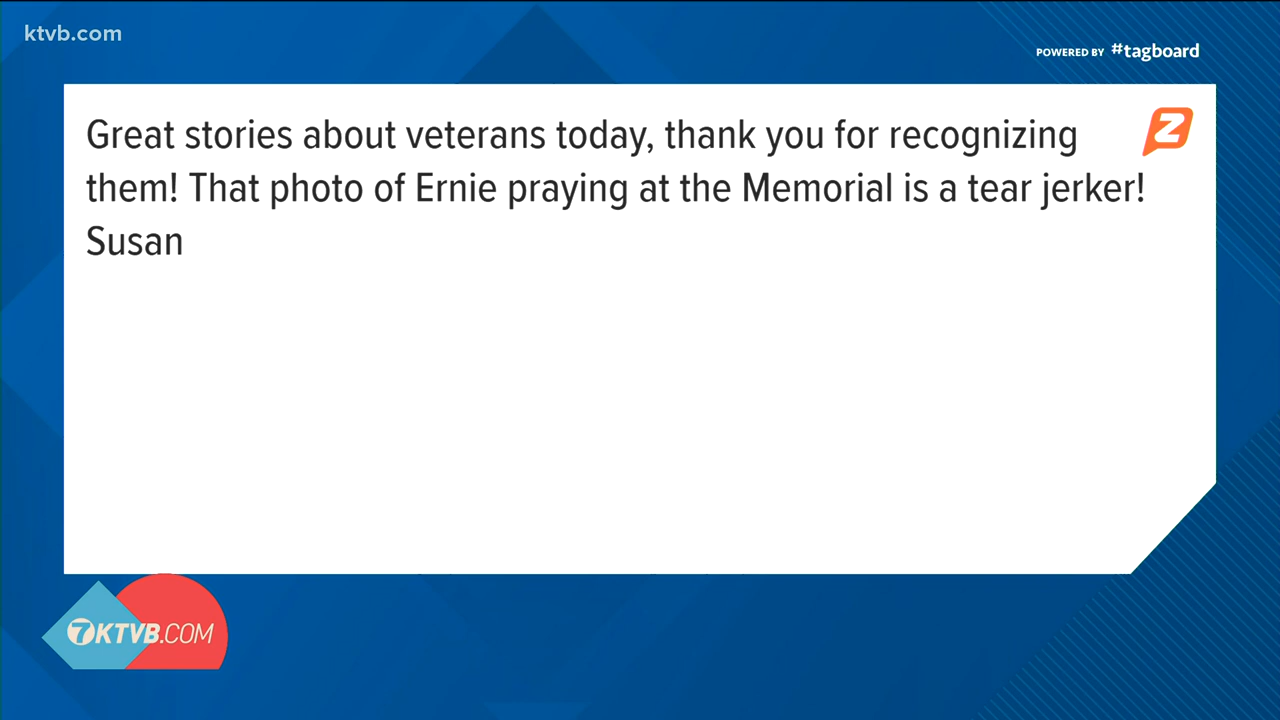 ktvb.com
POWERED BY #tagboard
Great stories about veterans today, thank you for recognizing
them! That photo of Ernie praying at the Memorial is a tear jerker!
Susan
7KTVB.COM